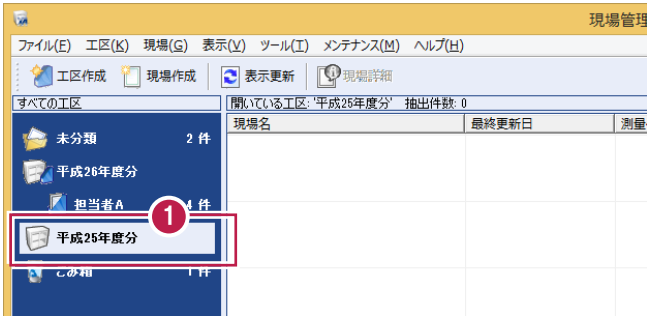 現場管理
ファイル(F) 工区(K) 現場(G) 表示(V) ツール(T) メンテナンス(M) ヘルプ(H)
工区作成 現場作成 表示更新 現場詳細
すべての工区
開いている工区: '平成25年度分' 抽出件数: 0
現場名 最終更新日 測量
未分類 2 件
平成26年度分
担当者A 4 件
1
平成25年度分
ごみ箱 1 件